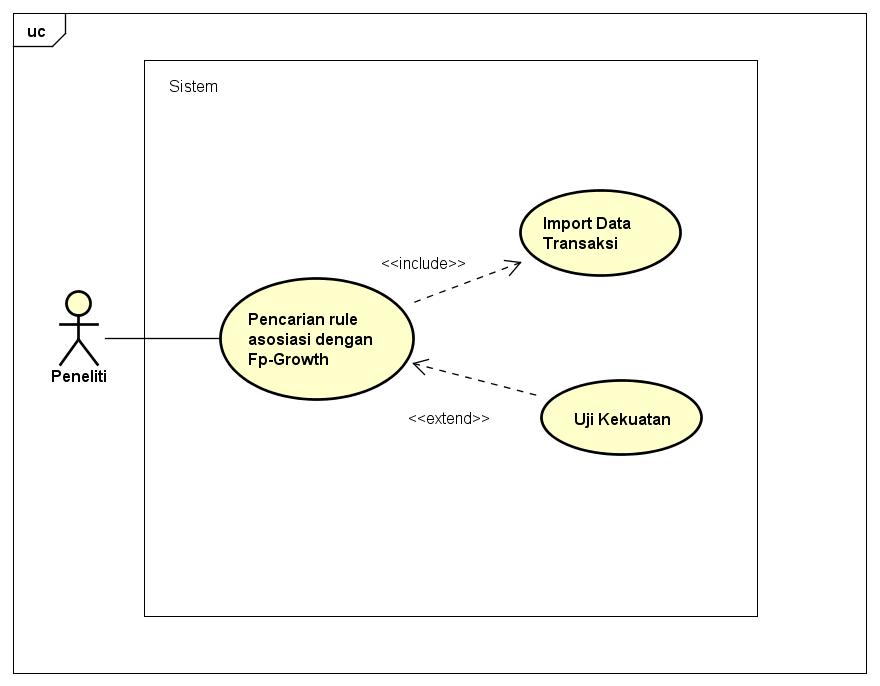 uc
Sistem
Import Data
Transaksi
<<include>>
Pencarian rule
asosiasi dengan
Fp-Growth
Peneliti
<<extend>>
Uji Kekuatan